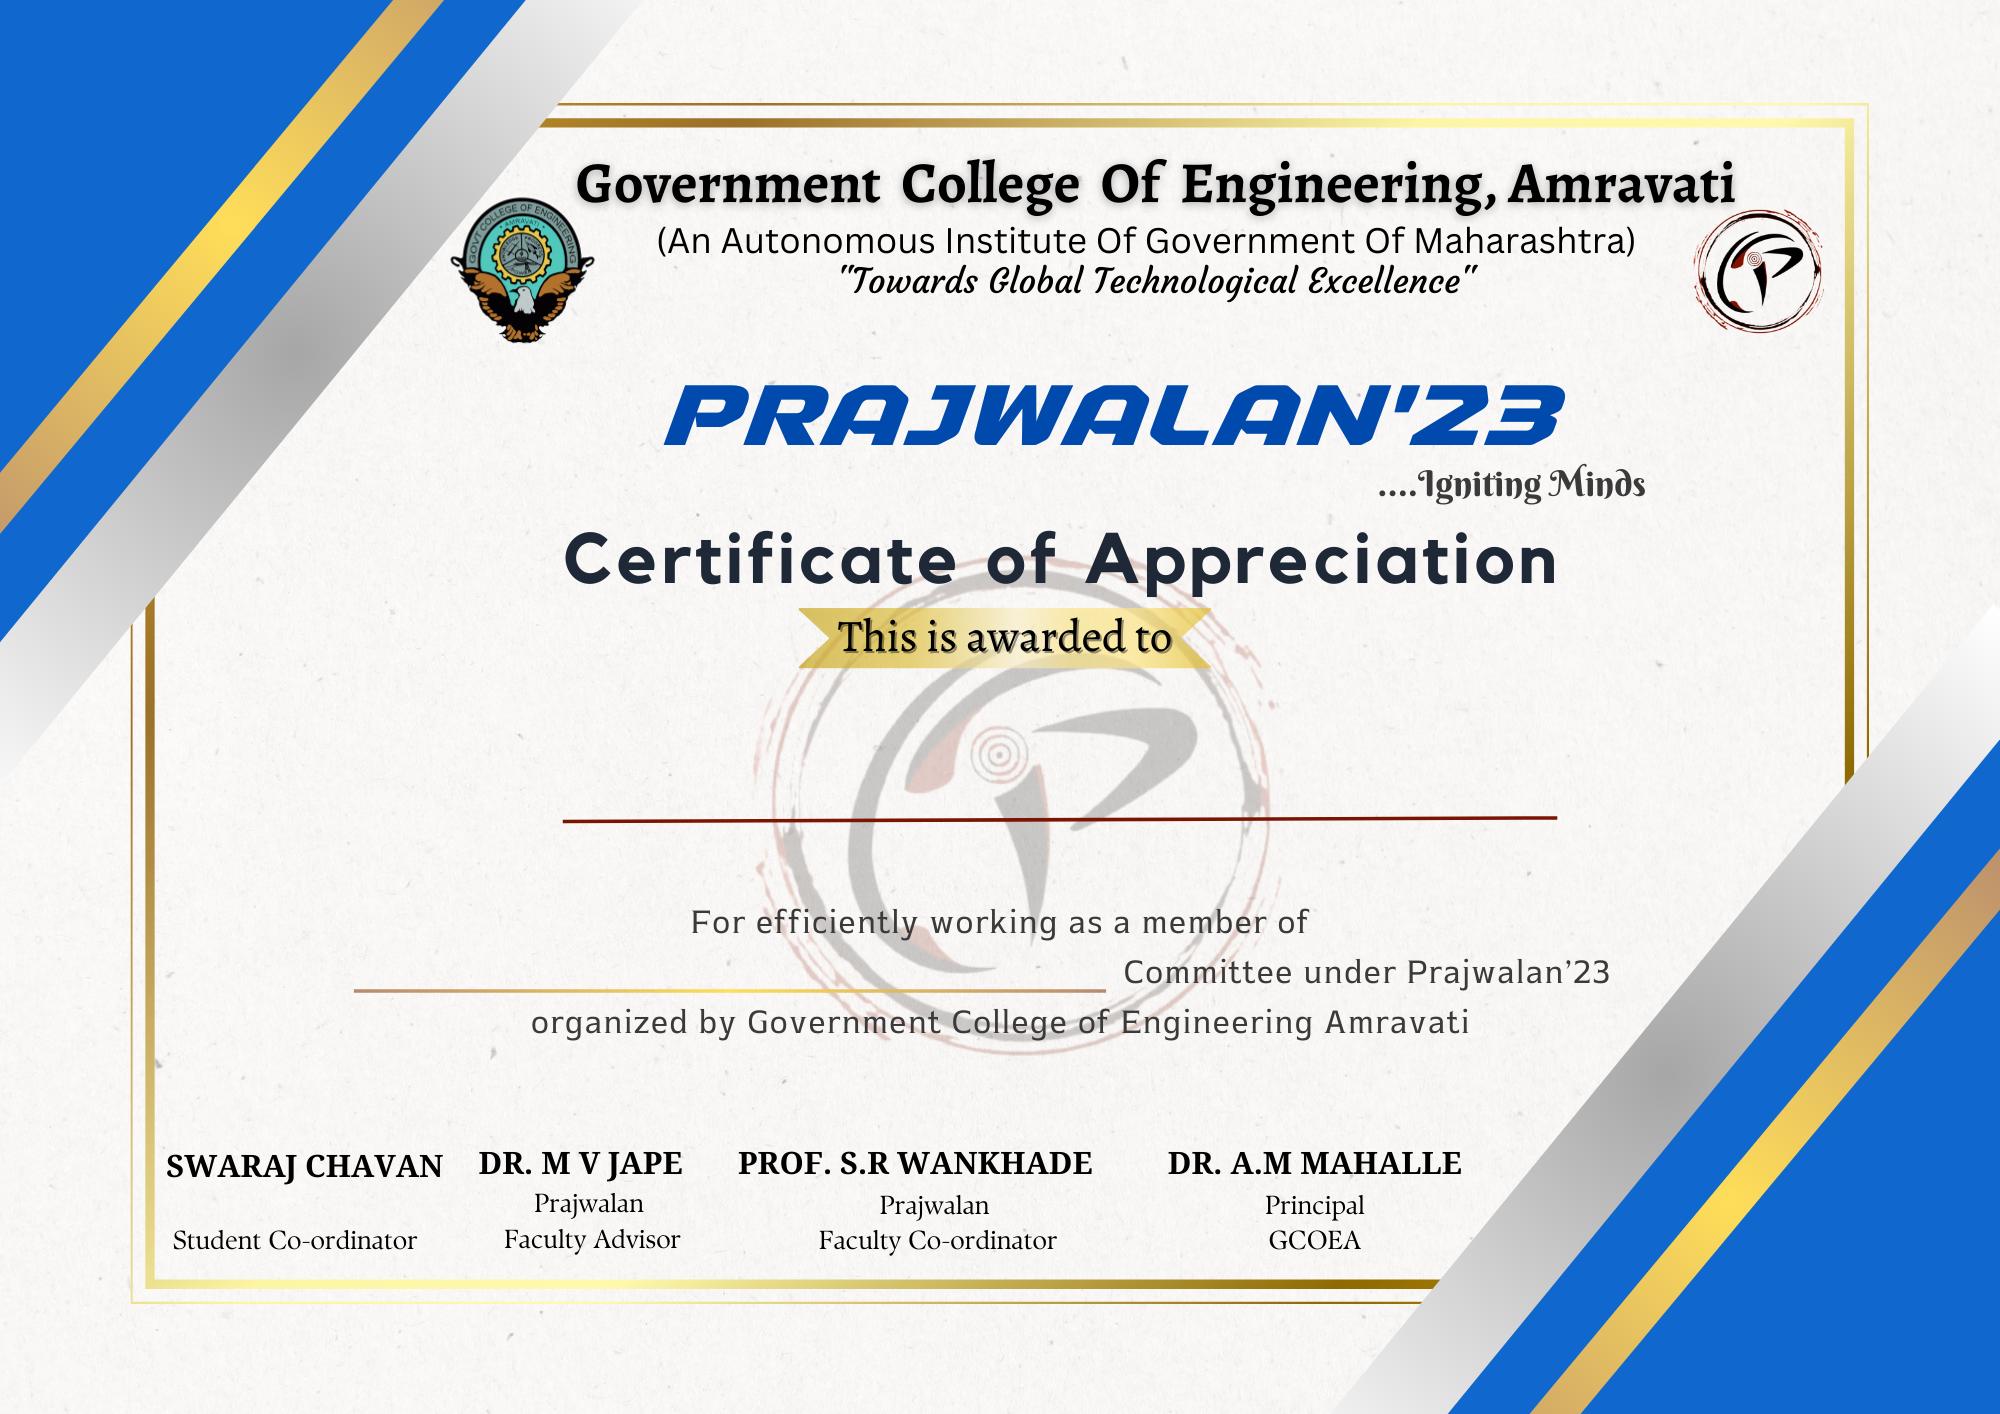 Government College Of Engineering, Amravati
(An Autonomous Institute Of Government Of Maharashtra)
"Towards Global Technological Excellence"
GOVT COLLEGE OF ENGINEERING
AMRAVATI
PRAJWALAN'23
....Igniting Minds
Certificate of Appreciation
This is awarded to
For efficiently working as a member of
Committee under Prajwalan’23
organized by Government College of Engineering Amravati
SWARAJ CHAVAN
Student Co-ordinator
DR. M V JAPE
Prajwalan
Faculty Advisor
PROF. S.R WANKHADE
Prajwalan
Faculty Co-ordinator
DR. A.M MAHALLE
Principal
GCOEA